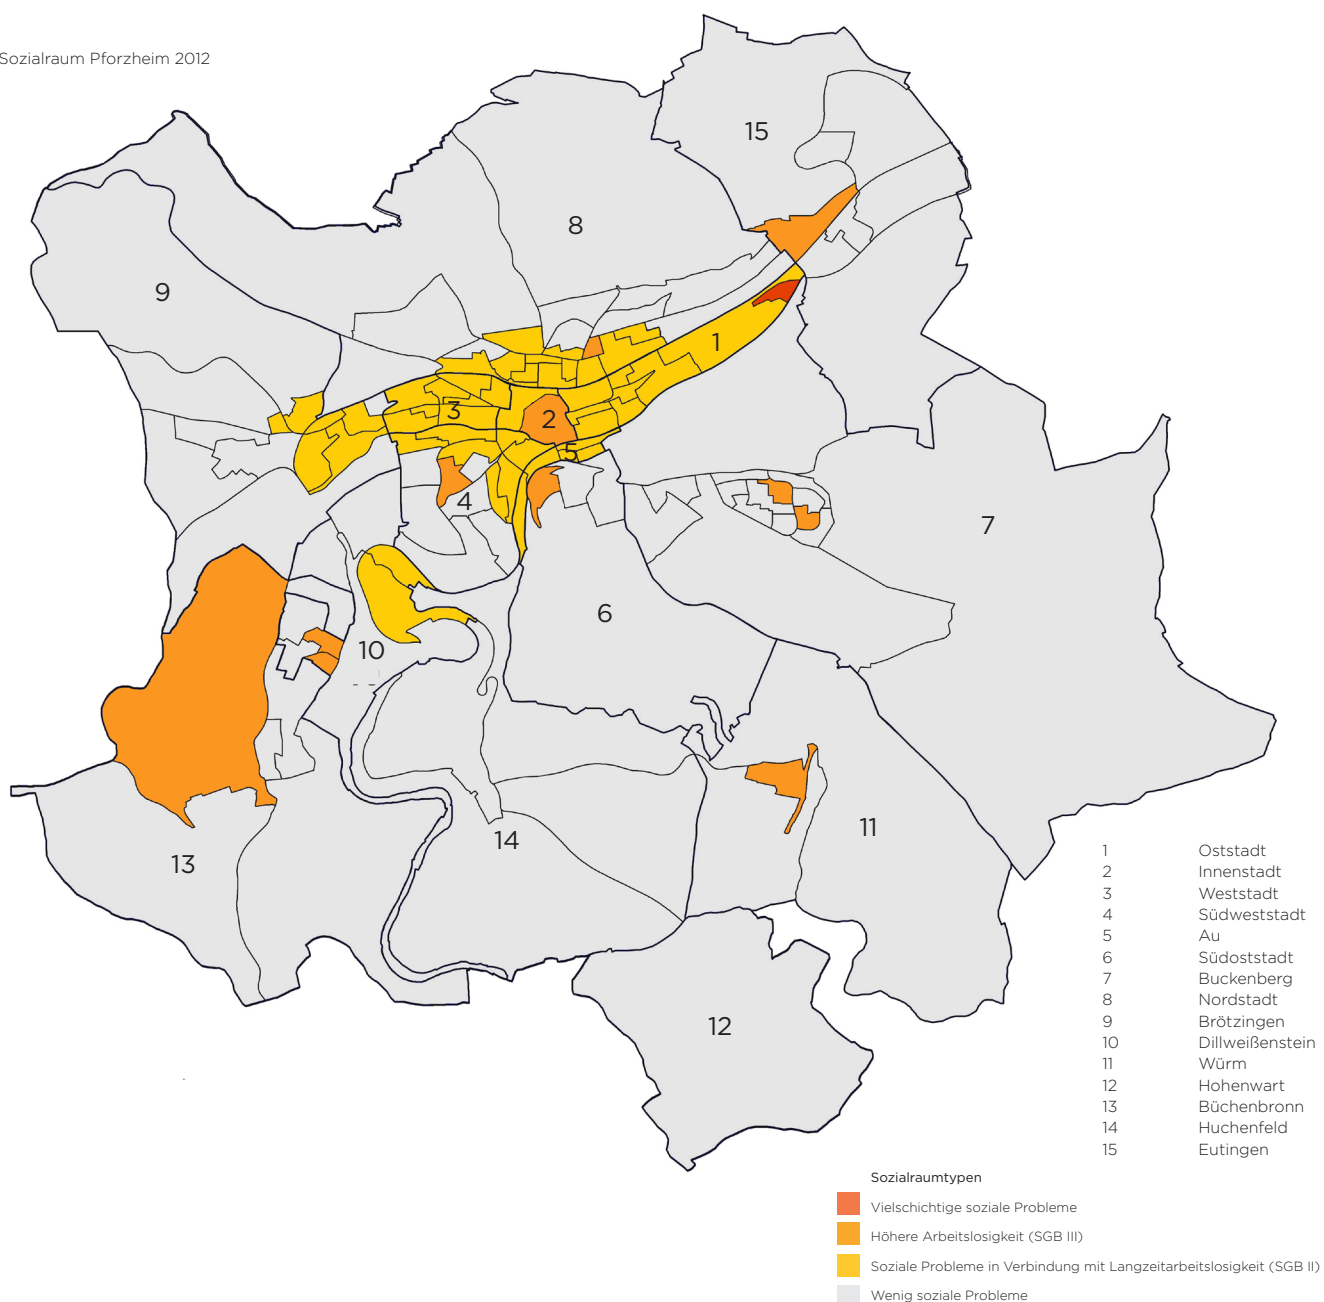 Sozialraum Pforzheim 2012
15
8
9
1
3
2
5
4
7
6
10
11
14
13
12
1 Oststadt
2 Innenstadt
3 Weststadt
4 Südweststadt
5 Au
6 Südoststadt
7 Buckenberg
8 Nordstadt
9 Brötzingen
10 Dillweißenstein
11 Würm
12 Hohenwart
13 Büchenbronn
14 Huchenfeld
15 Eutingen
Sozialraumtypen
Vielschichtige soziale Probleme
Höhere Arbeitslosigkeit (SGB III)
Soziale Probleme in Verbindung mit Langzeitarbeitslosigkeit (SGB II)
Wenig soziale Probleme